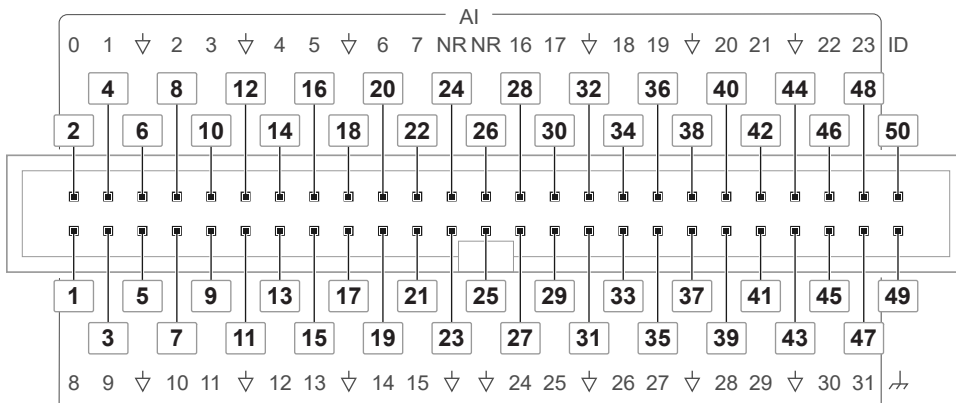 AI
0 1 2 3 4 5 6 7 NR NR 16 17 18 19 20 21 22 23 ID
4 8 12 16 20 24 28 32 36 40 44 48
2 6 10 14 18 22 26 30 34 38 42 46 50
1 5 9 13 17 21 25 29 33 37 41 45 49
3 7 11 15 19 23 27 31 35 39 43 47
8 9 10 11 12 13 14 15 24 25 26 27 28 29 30 31